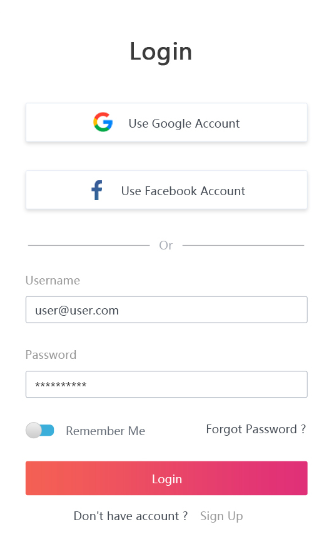 Login
Use Google Account
Use Facebook Account
Or
Username
user@user.com
Password
**********
Remember Me
Forgot Password ?
Login
Don't have account ? Sign Up